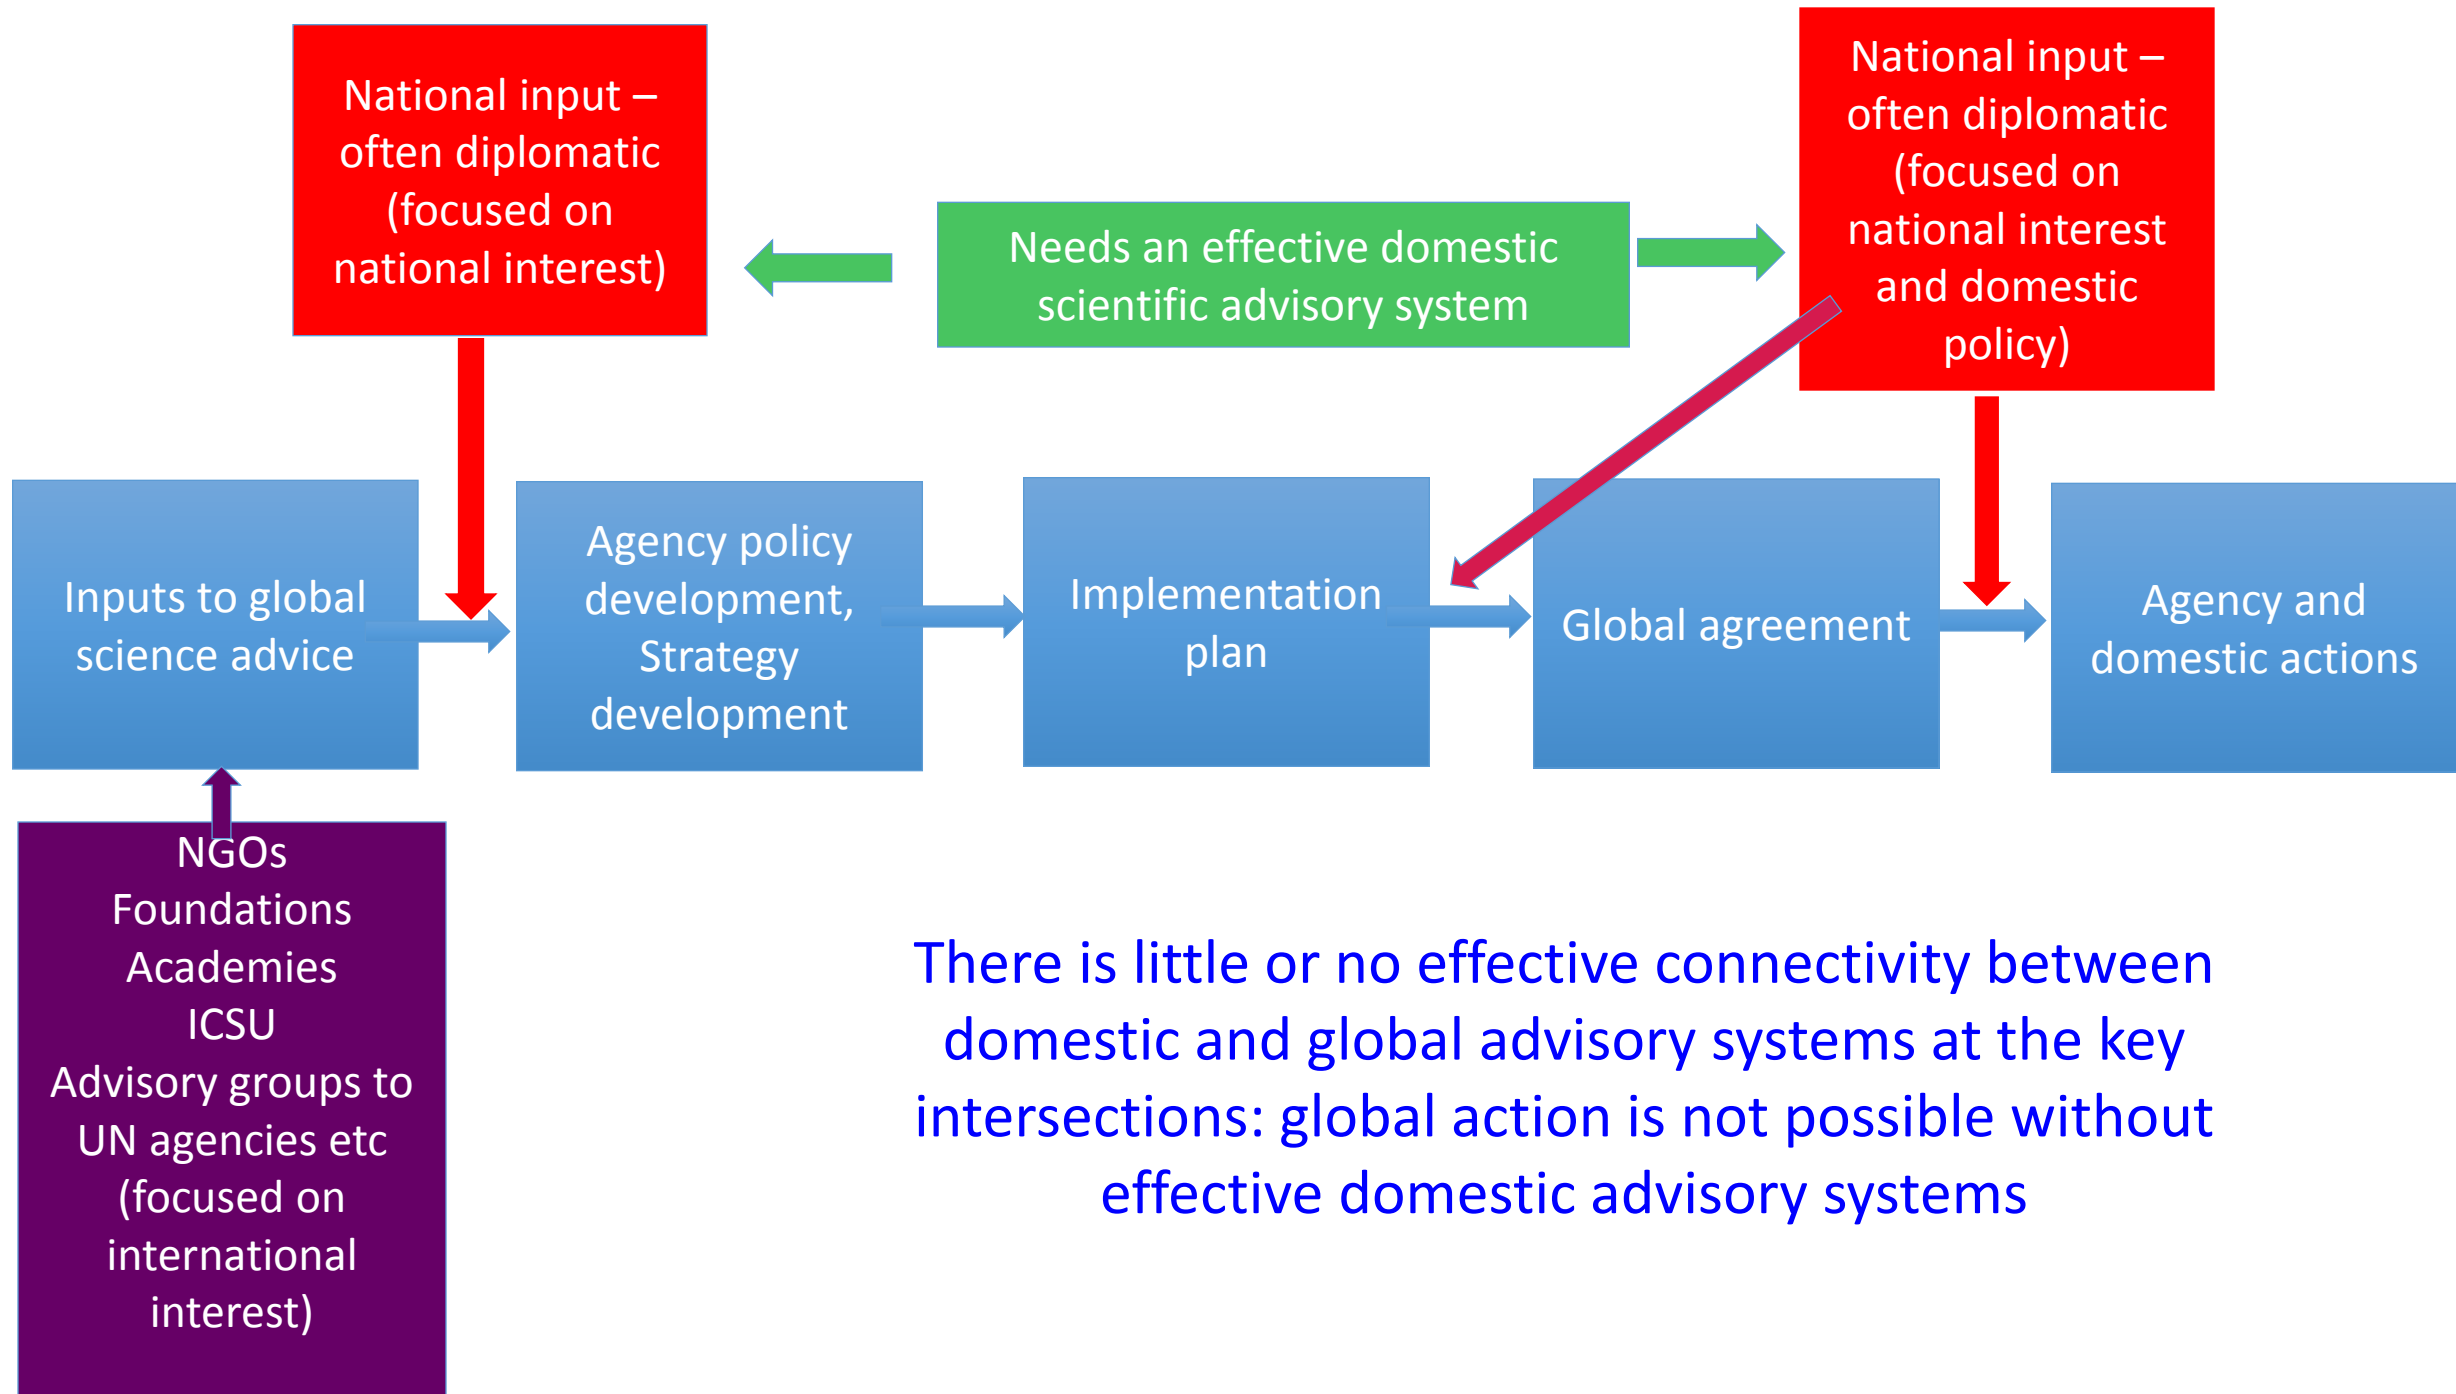 National input –
often diplomatic
(focused on
national interest)
Needs an effective domestic
scientific advisory system
National input –
often diplomatic
(focused on
national interest
and domestic
policy)
Inputs to global
science advice
Agency policy
development,
Strategy
development
Implementation
plan
Global agreement
Agency and
domestic actions
NGOs
Foundations
Academies
ICSU
Advisory groups to
UN agencies etc
(focused on
international
interest)
There is little or no effective connectivity between
domestic and global advisory systems at the key
intersections: global action is not possible without
effective domestic advisory systems